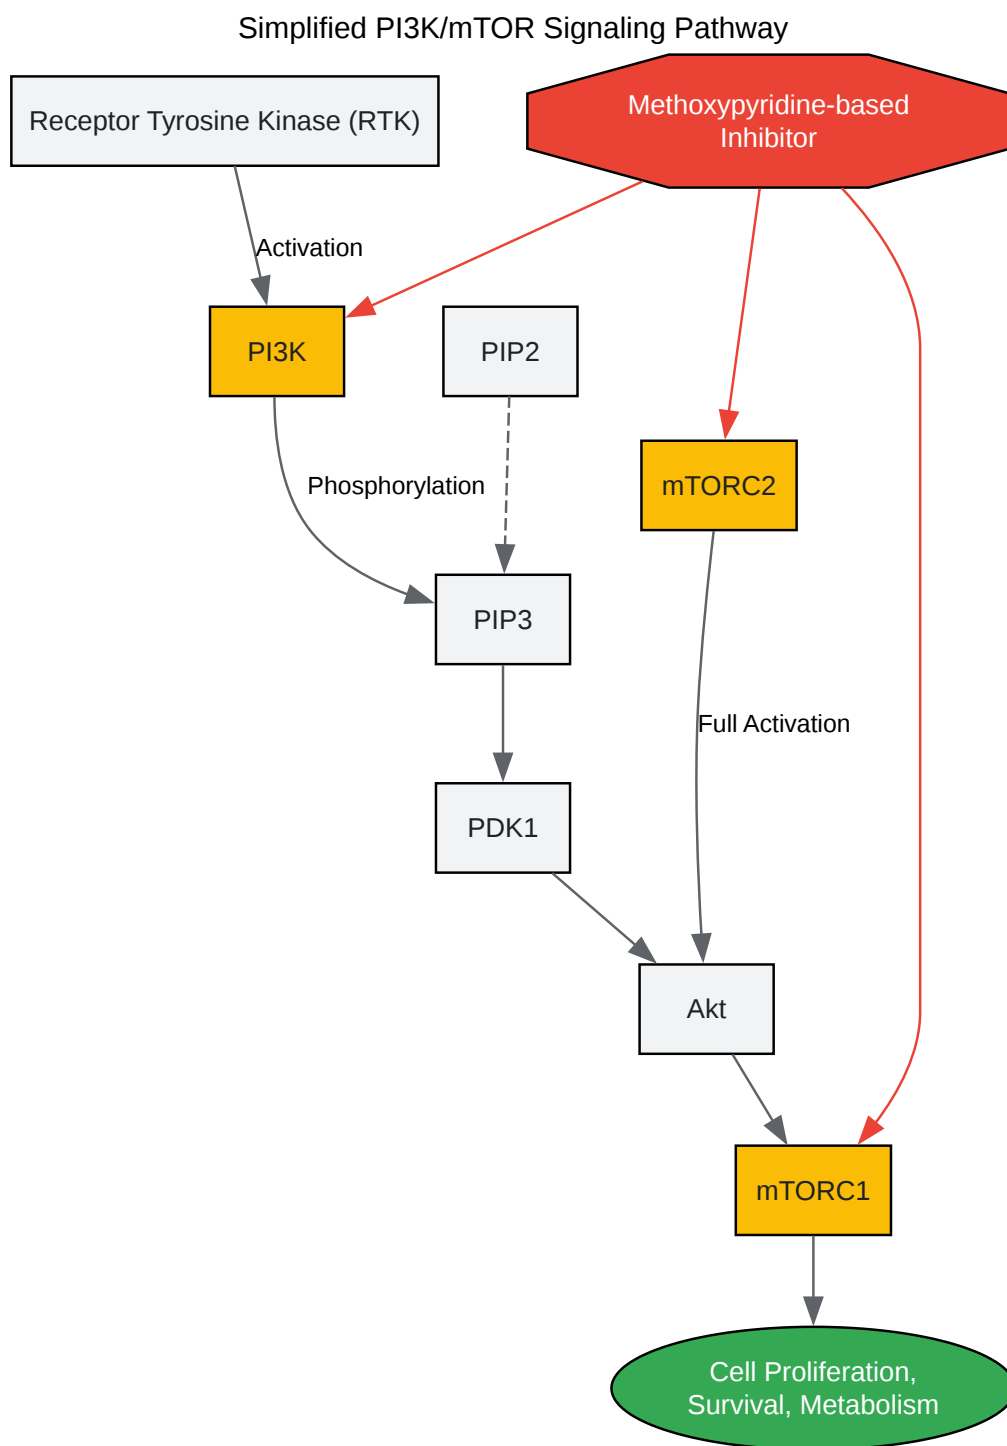 Simplified PI3K/mTOR Signaling Pathway
Receptor Tyrosine Kinase (RTK)
Methoxypyridine-based
Inhibitor
Activation
PI3K
PIP2
mTORC2
Phosphorylation
PIP3
Full Activation
PDK1
Akt
mTORC1
Cell Proliferation,
Survival, Metabolism